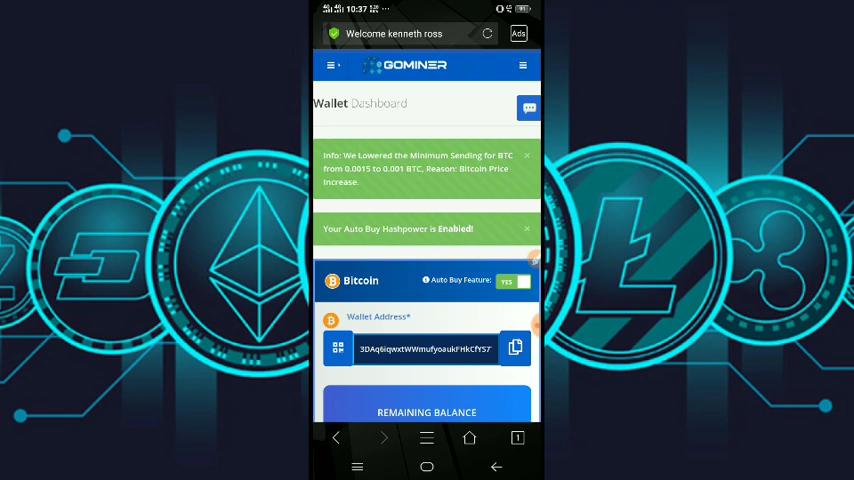 10:37
91
Welcome kenneth ross
Ads
GOMINER
Wallet Dashboard
Info: We Lowered the Minimum Sending for BTC
from 0.0015 to 0.001 BTC, Reason: Bitcoin Price
Increase.
Your Auto Buy Hashpower is Enabled!
Bitcoin
Auto Buy Feature:
YES
Wallet Address*
REMAINING BALANCE
1